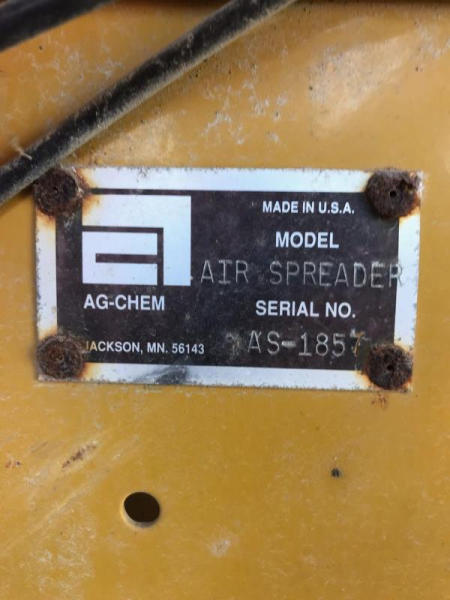 MADE IN U.S.A.
MODEL
AIR SPREADER
AG-CHEM
SERIAL NO.
JACKSON, MN. 56143
AS-1857